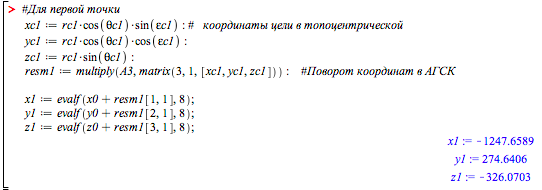 > #Для первой точки
xc1 := rc1·cos(θc1)·sin(εc1) : # координаты цели в топоцентрической
yc1 := rc1·cos(θc1)·cos(εc1) :
zc1 := rc1·sin(θc1) :
resm1 := multiply(A3, matrix(3, 1, [xc1, yc1, zc1])) : #Поворот координат в АГСК
x1 := evalf(x0 + resm1[1, 1], 8);
y1 := evalf(y0 + resm1[2, 1], 8);
z1 := evalf(z0 + resm1[3, 1], 8);
x1 := -1247.6589
y1 := 274.6406
z1 := -326.0703